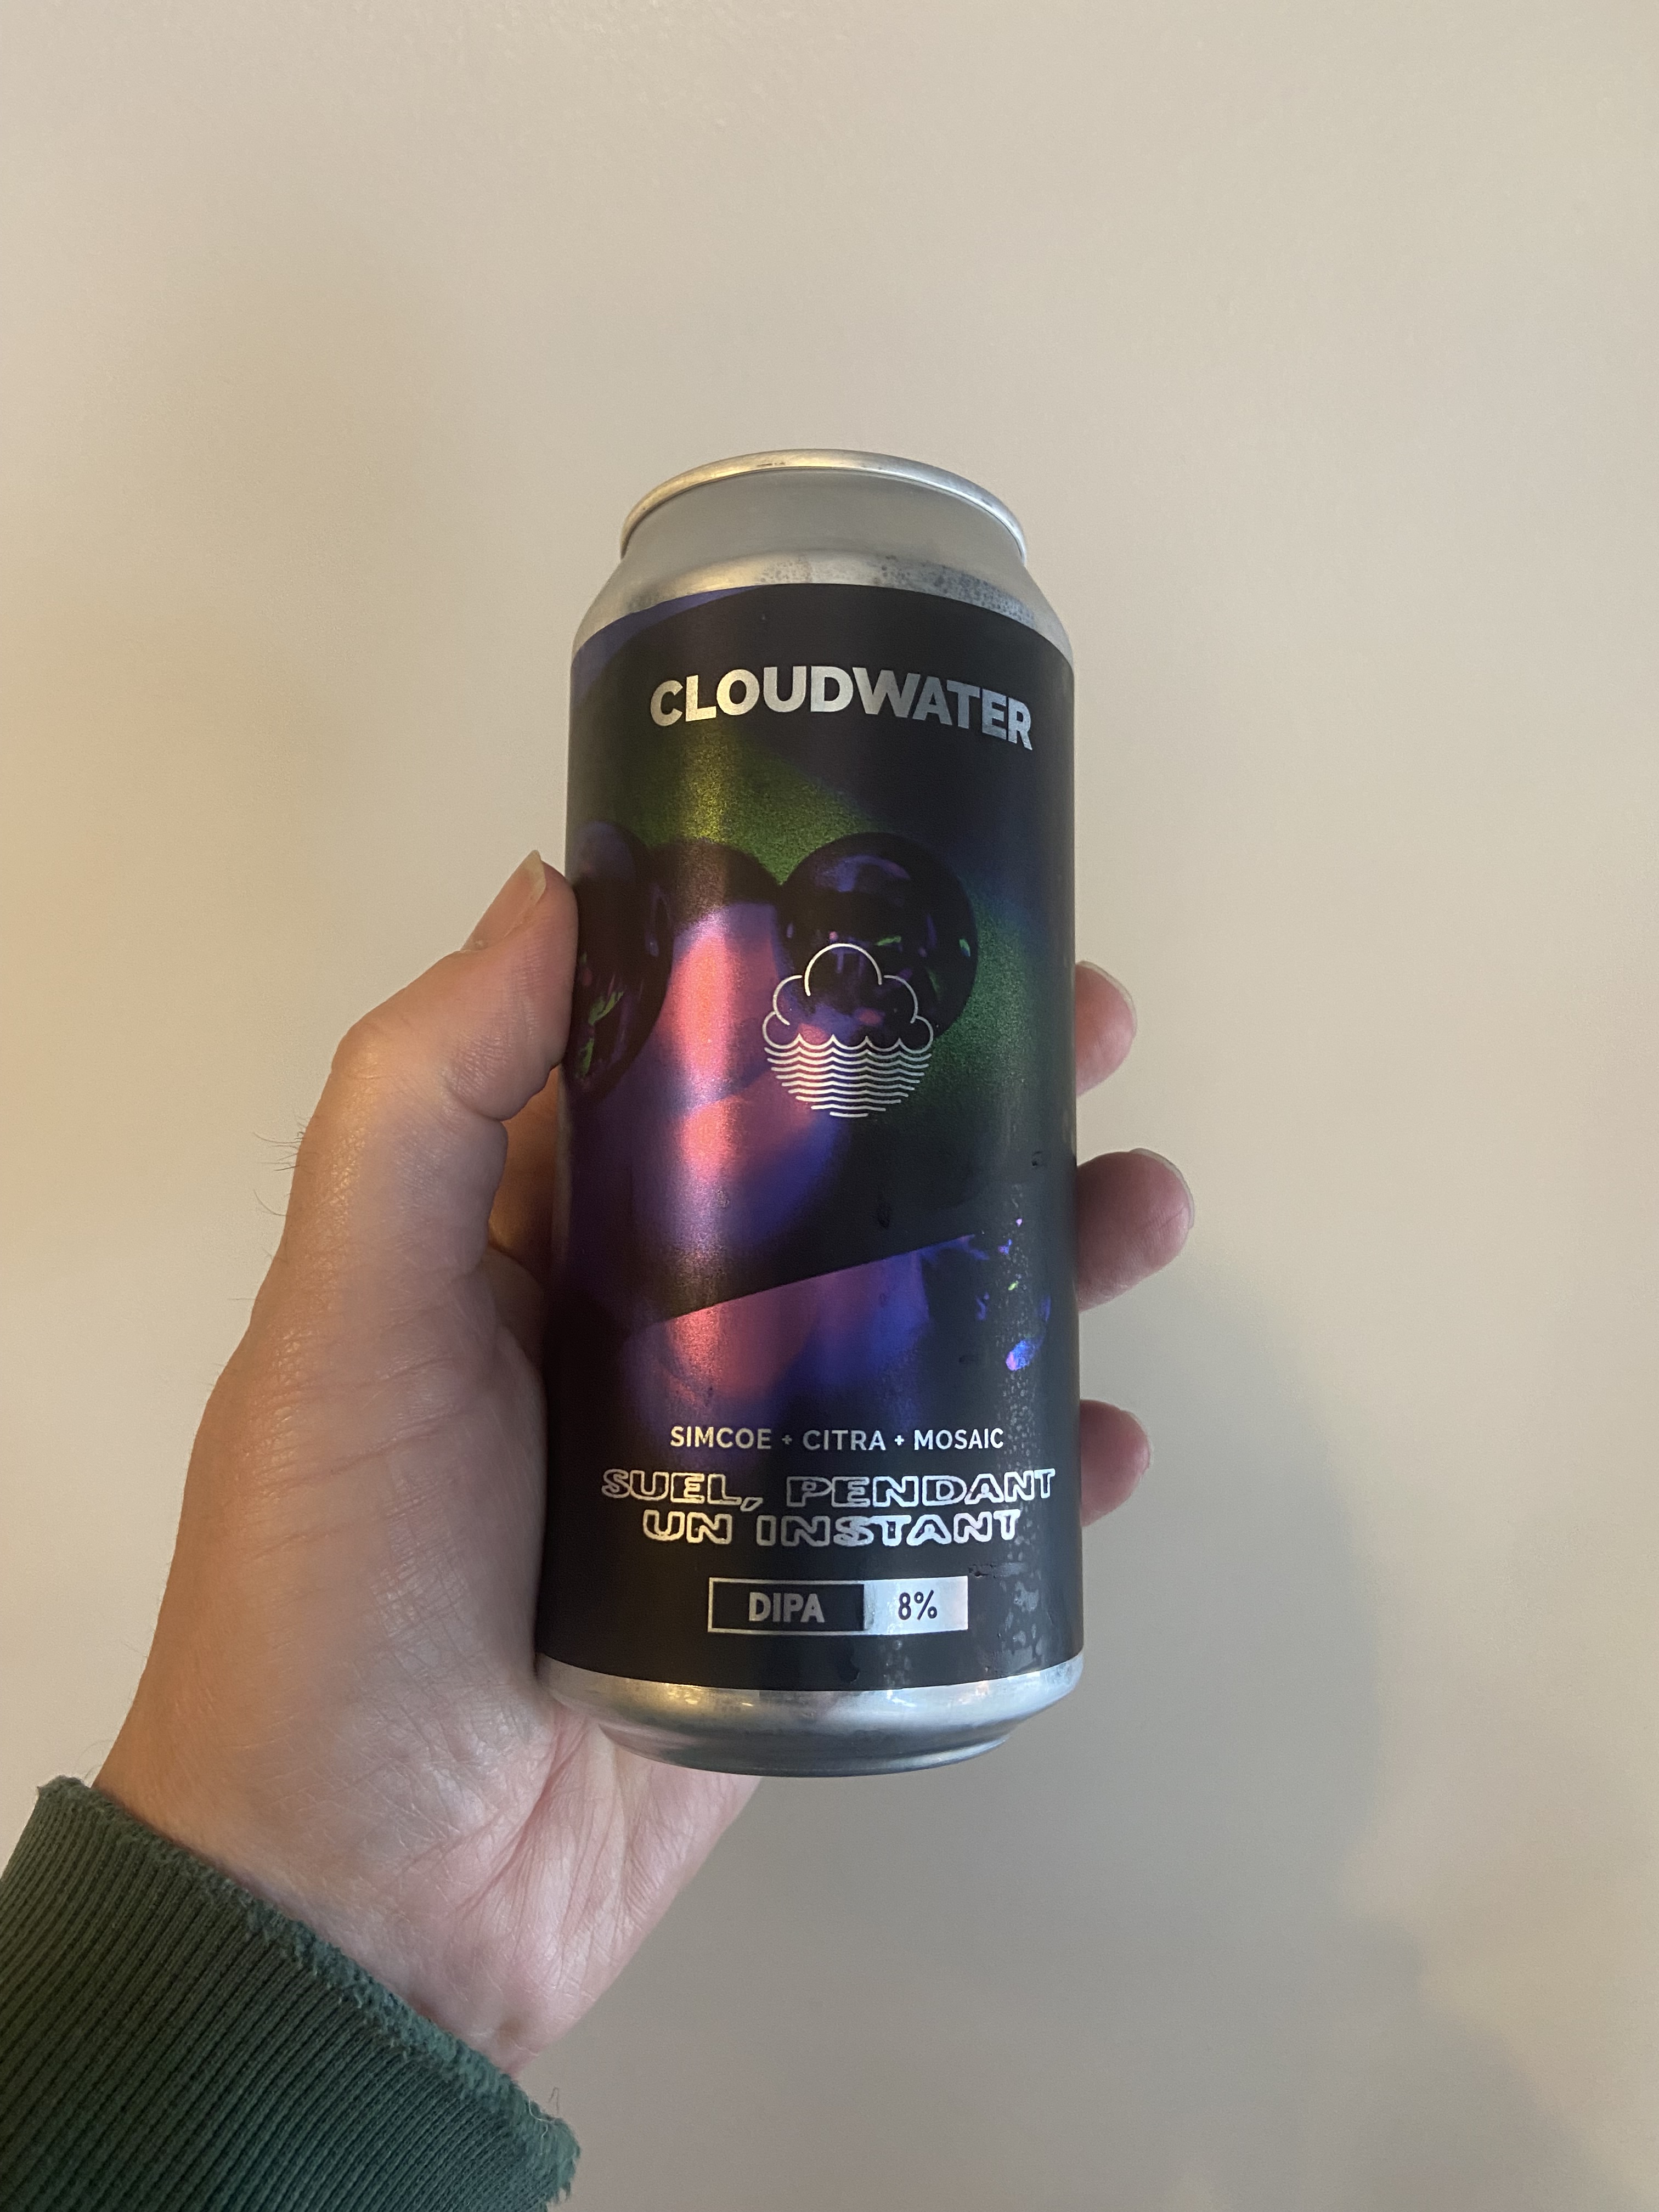 CLOUDWATER
SIMCOE + CITRA + MOSAIC
SUEL, PENDANT
UN INSTANT
DIPA 8%